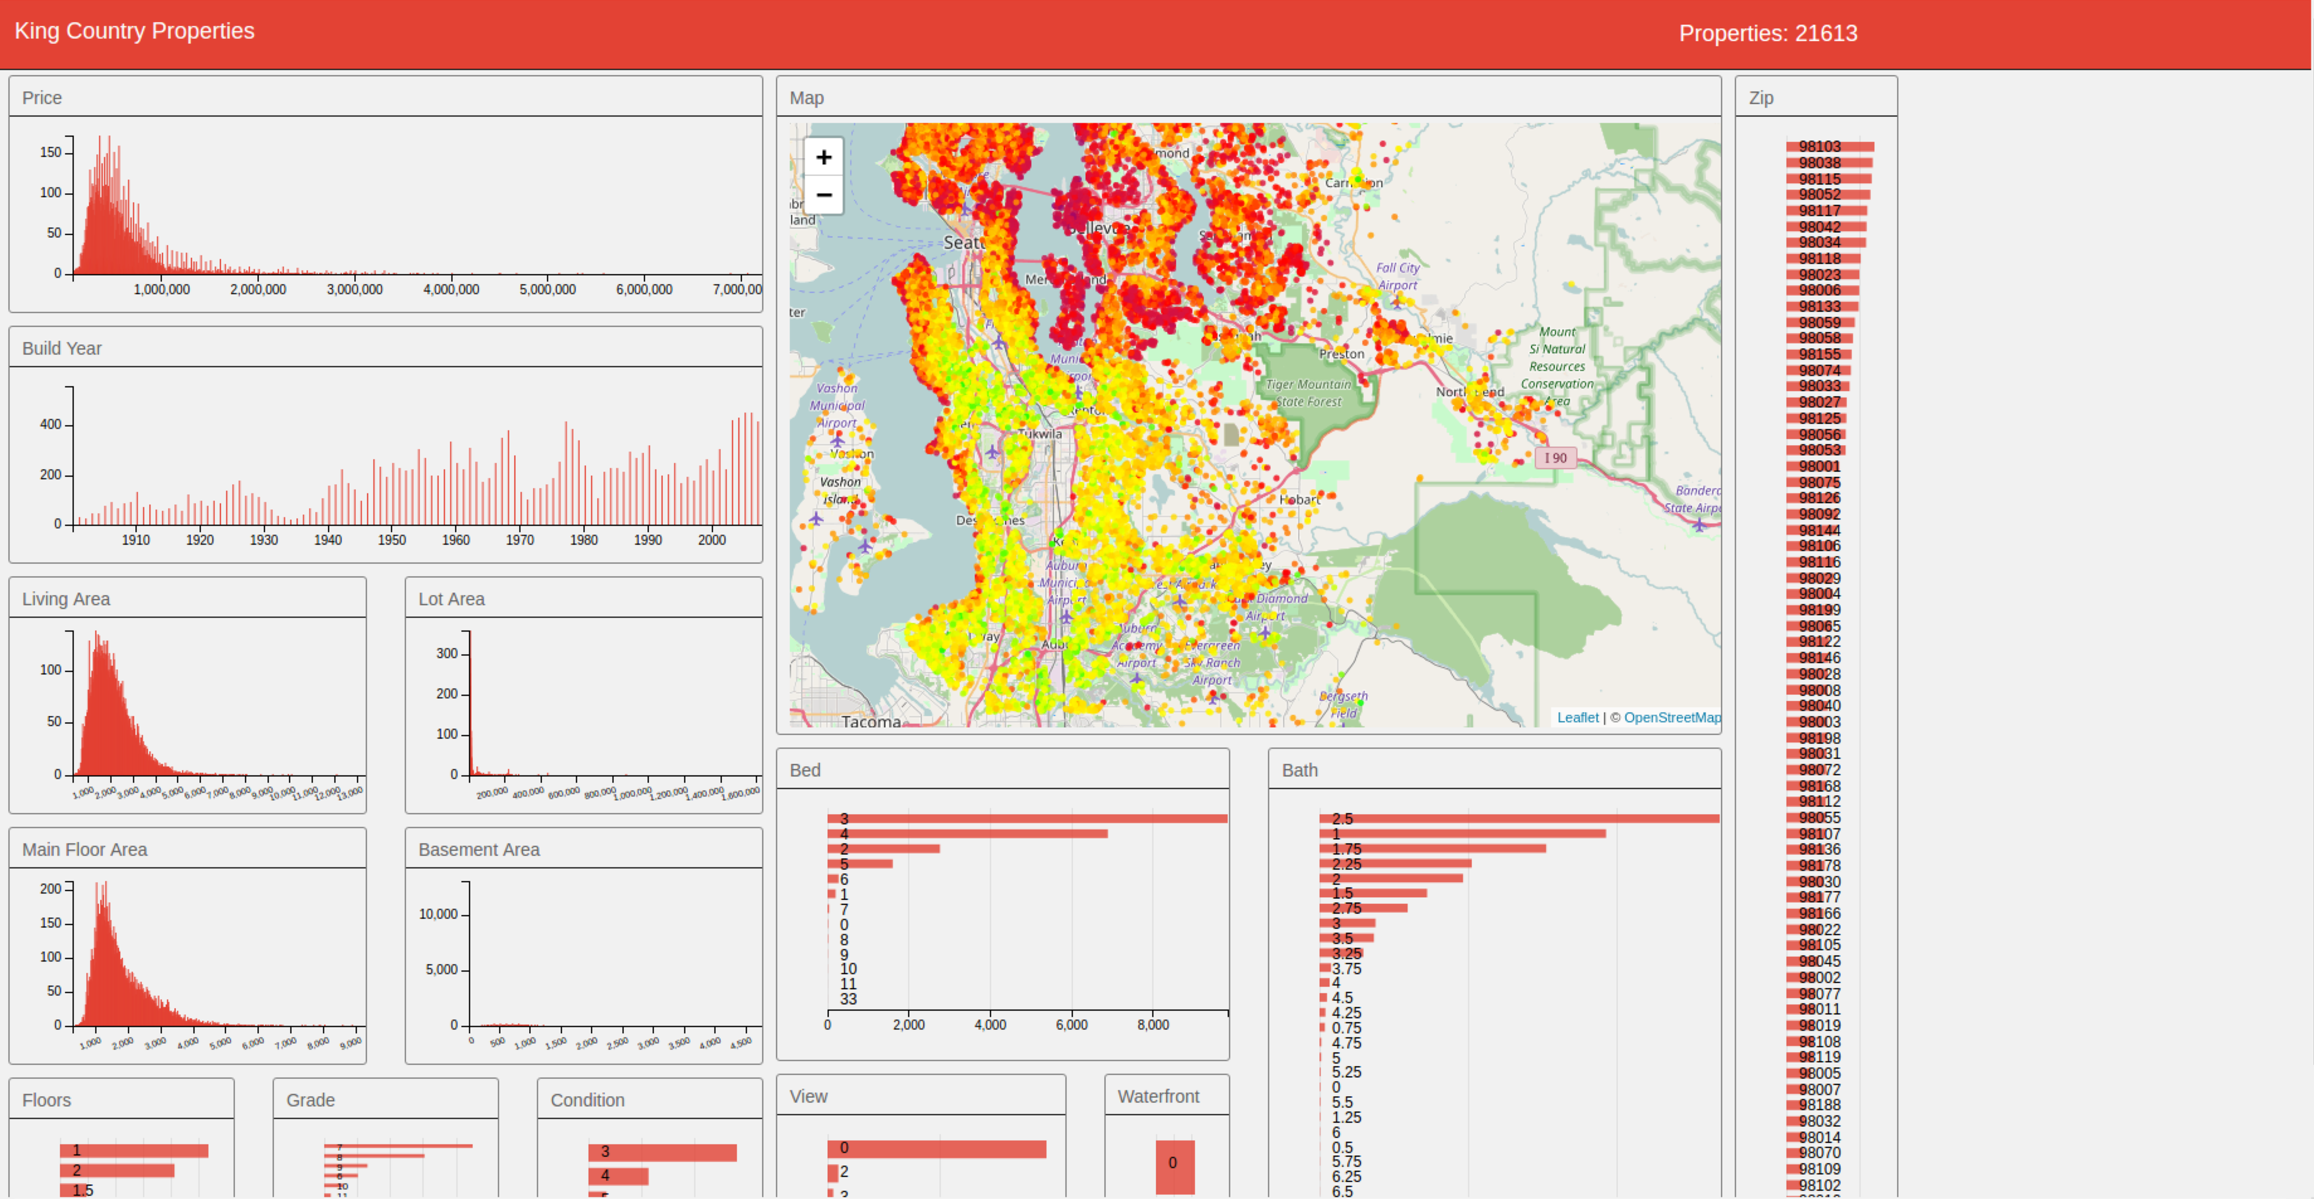 King Country Properties
Properties: 21613
Price
150
100
50
0
1,000,000 2,000,000 3,000,000 4,000,000 5,000,000 6,000,000 7,000,00
Build Year
400
200
0
1910 1920 1930 1940 1950 1960 1970 1980 1990 2000
Living Area
100
50
0
1,000 2,000 3,000 4,000 5,000 6,000 7,000 8,000 9,000 10,000 11,000 12,000 13,000
Lot Area
300
200
100
0
200,000 400,000 600,000 800,000 1,000,000 1,200,000 1,400,000 1,600,000
Main Floor Area
200
150
100
50
0
1,000 2,000 3,000 4,000 5,000 6,000 7,000 8,000 9,000
Basement Area
10,000
5,000
0
0 500 1,000 1,500 2,000 2,500 3,000 3,500 4,000 4,500
Floors
1
2
1.5
Grade
7
8
9
6
10
11
Condition
3
4
Map
+
−
mond
Carnation
land
Seatt
Bellevue
Fall City
Airport
ter
Preston
Mount
Si Natural
Resources
Conservation
Area
Tiger Mountain
State Forest
North Bend
Vashon
Municipal
Airport
Renton
Tukwila
Vashon
Vashon
Island
I 90
Bandera
State Airpo
Hobart
Des Moines
Auburn
Municipal
Airport
Diamond
Airport
Auburn
Academy
Airport
Evergreen
Sky Ranch
Airport
Bergseth
Field
Tacoma
Leaflet | © OpenStreetMap
Bed
3
4
2
5
6
1
7
0
8
9
10
11
33
0 2,000 4,000 6,000 8,000
Bath
2.5
1
1.75
2.25
2
1.5
2.75
3
3.5
3.25
3.75
4
4.5
4.25
0.75
4.75
5
5.25
0
5.5
1.25
6
0.5
5.75
6.25
6.5
View
0
2
3
Waterfront
0
Zip
98103
98038
98115
98052
98117
98042
98034
98118
98023
98006
98133
98059
98058
98155
98074
98033
98027
98125
98056
98053
98001
98075
98126
98092
98144
98106
98116
98029
98004
98199
98065
98122
98146
98028
98008
98040
98003
98198
98031
98072
98168
98112
98055
98107
98136
98178
98030
98177
98166
98022
98105
98045
98002
98077
98011
98019
98108
98119
98005
98007
98188
98032
98014
98070
98109
98102